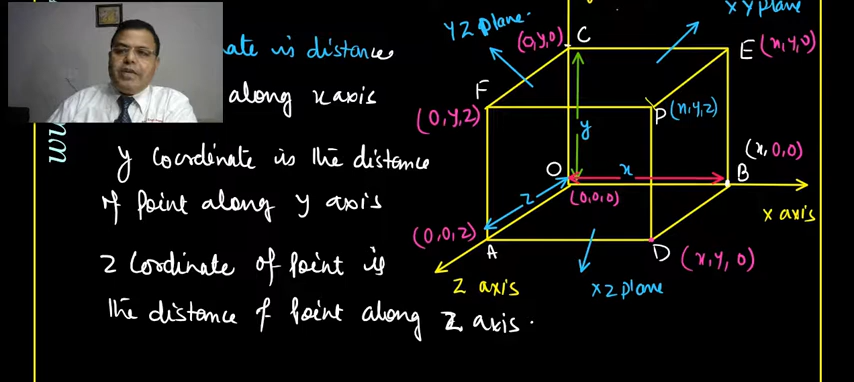 nate is distance
along x axis
y coordinate is the distance
of point along y axis
z Cordinate of point is
the distance of point along z axis.
YZ plane
XY plane
(0,y,0)
C
E (x,y,0)
F
(0,y,z)
P (x,y,z)
y
(x,0,0)
O
x
B
z
(0,0,0)
X axis
(0,0,z)
A
D (x,y,0)
Z axis
XZ plane